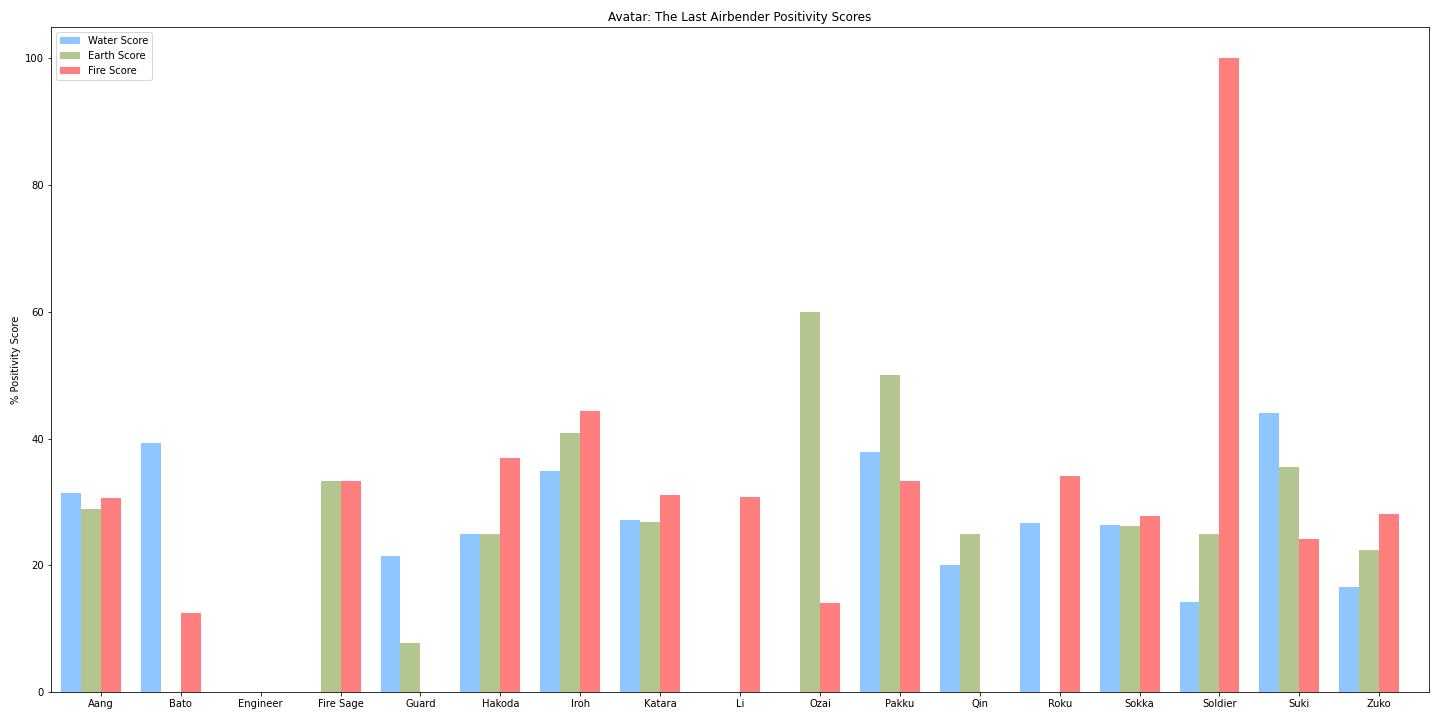 Avatar: The Last Airbender Positivity Scores
Water Score
Earth Score
Fire Score
% Positivity Score
100
80
60
40
20
0
Aang Bato Engineer Fire Sage Guard Hakoda Iroh Katara Li Ozai Pakku Qin Roku Sokka Soldier Suki Zuko